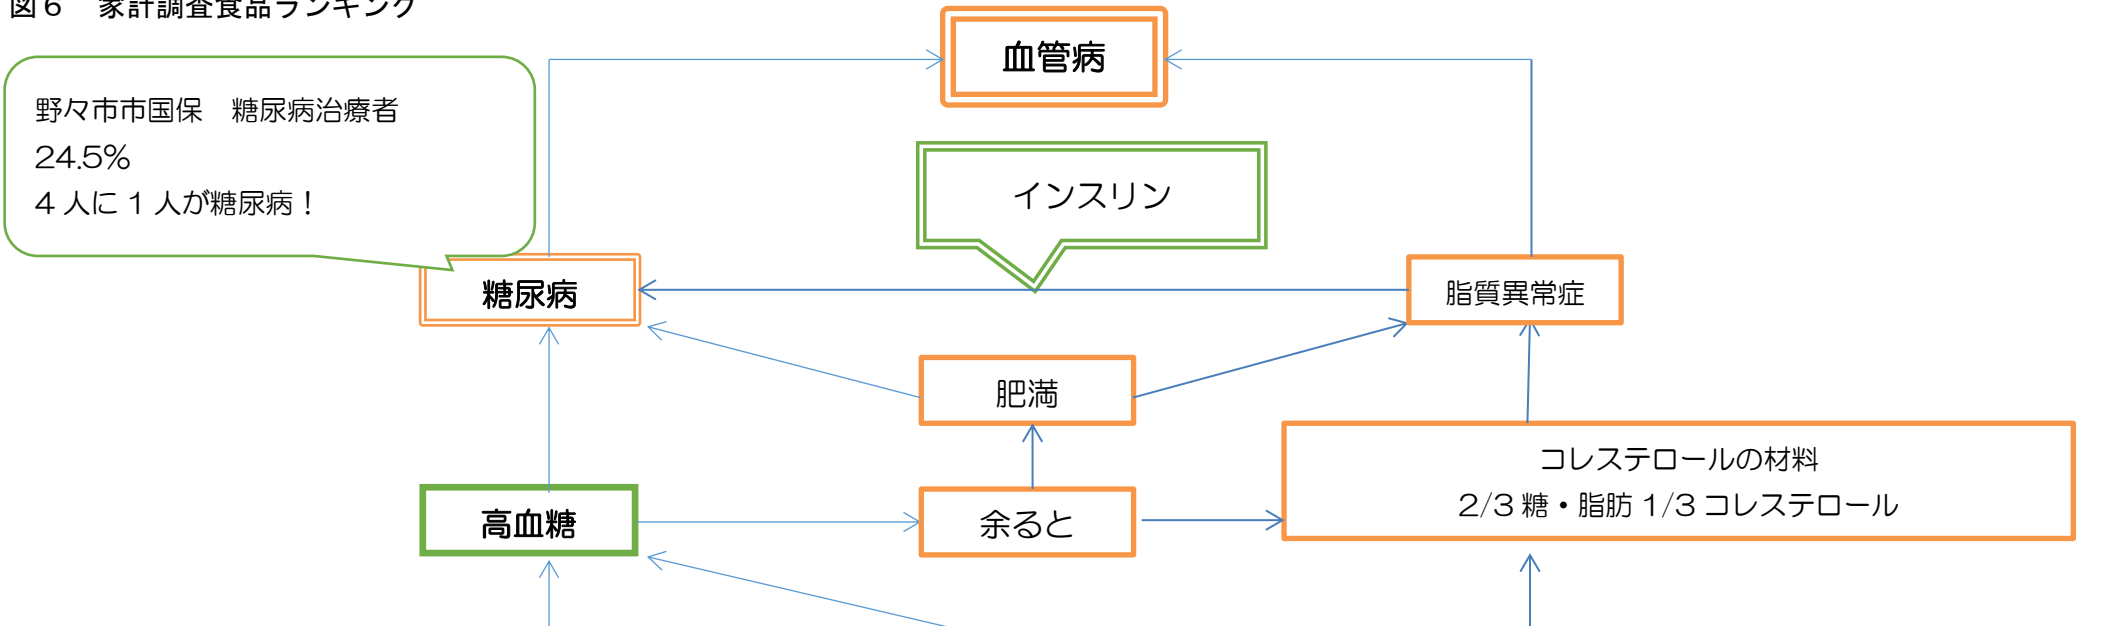 図6　家計調査食品ランキング
血管病
野々市市国保　糖尿病治療者
24.5%
4人に1人が糖尿病！
インスリン
糖尿病
脂質異常症
肥満
コレステロールの材料
2/3糖・脂肪 1/3コレステロール
高血糖
余ると